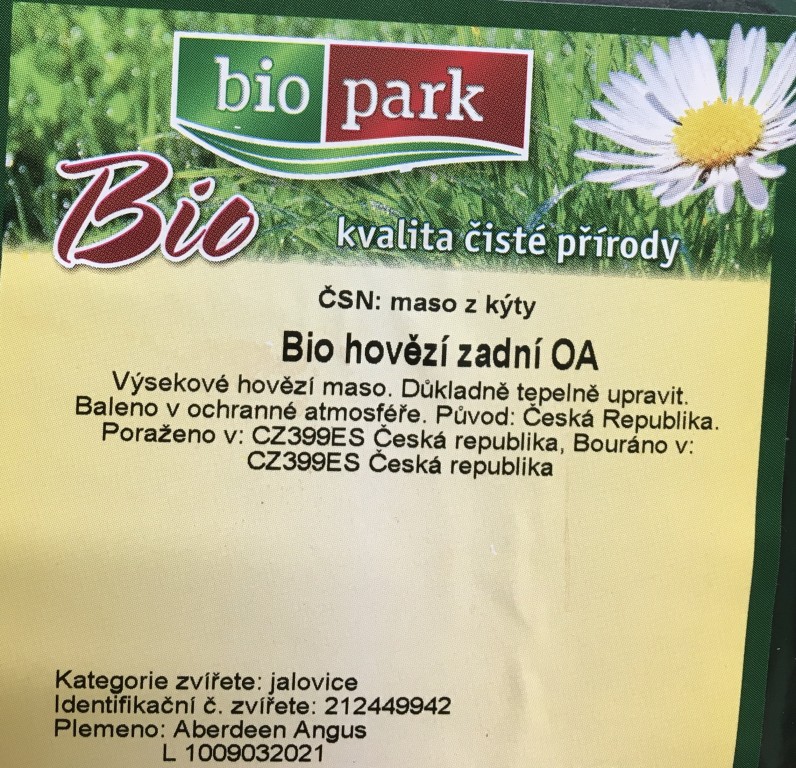 bio park
Bio
kvalita čisté přírody
ČSN: maso z kýty
Bio hovězí zadní OA
Výsekové hovězí maso. Důkladně tepelně upravit.
Baleno v ochranné atmosféře. Původ: Česká Republika.
Poraženo v: CZ399ES Česká republika, Bouráno v:
CZ399ES Česká republika
Kategorie zvířete: jalovice
Identifikační č. zvířete: 212449942
Plemeno: Aberdeen Angus
L 1009032021